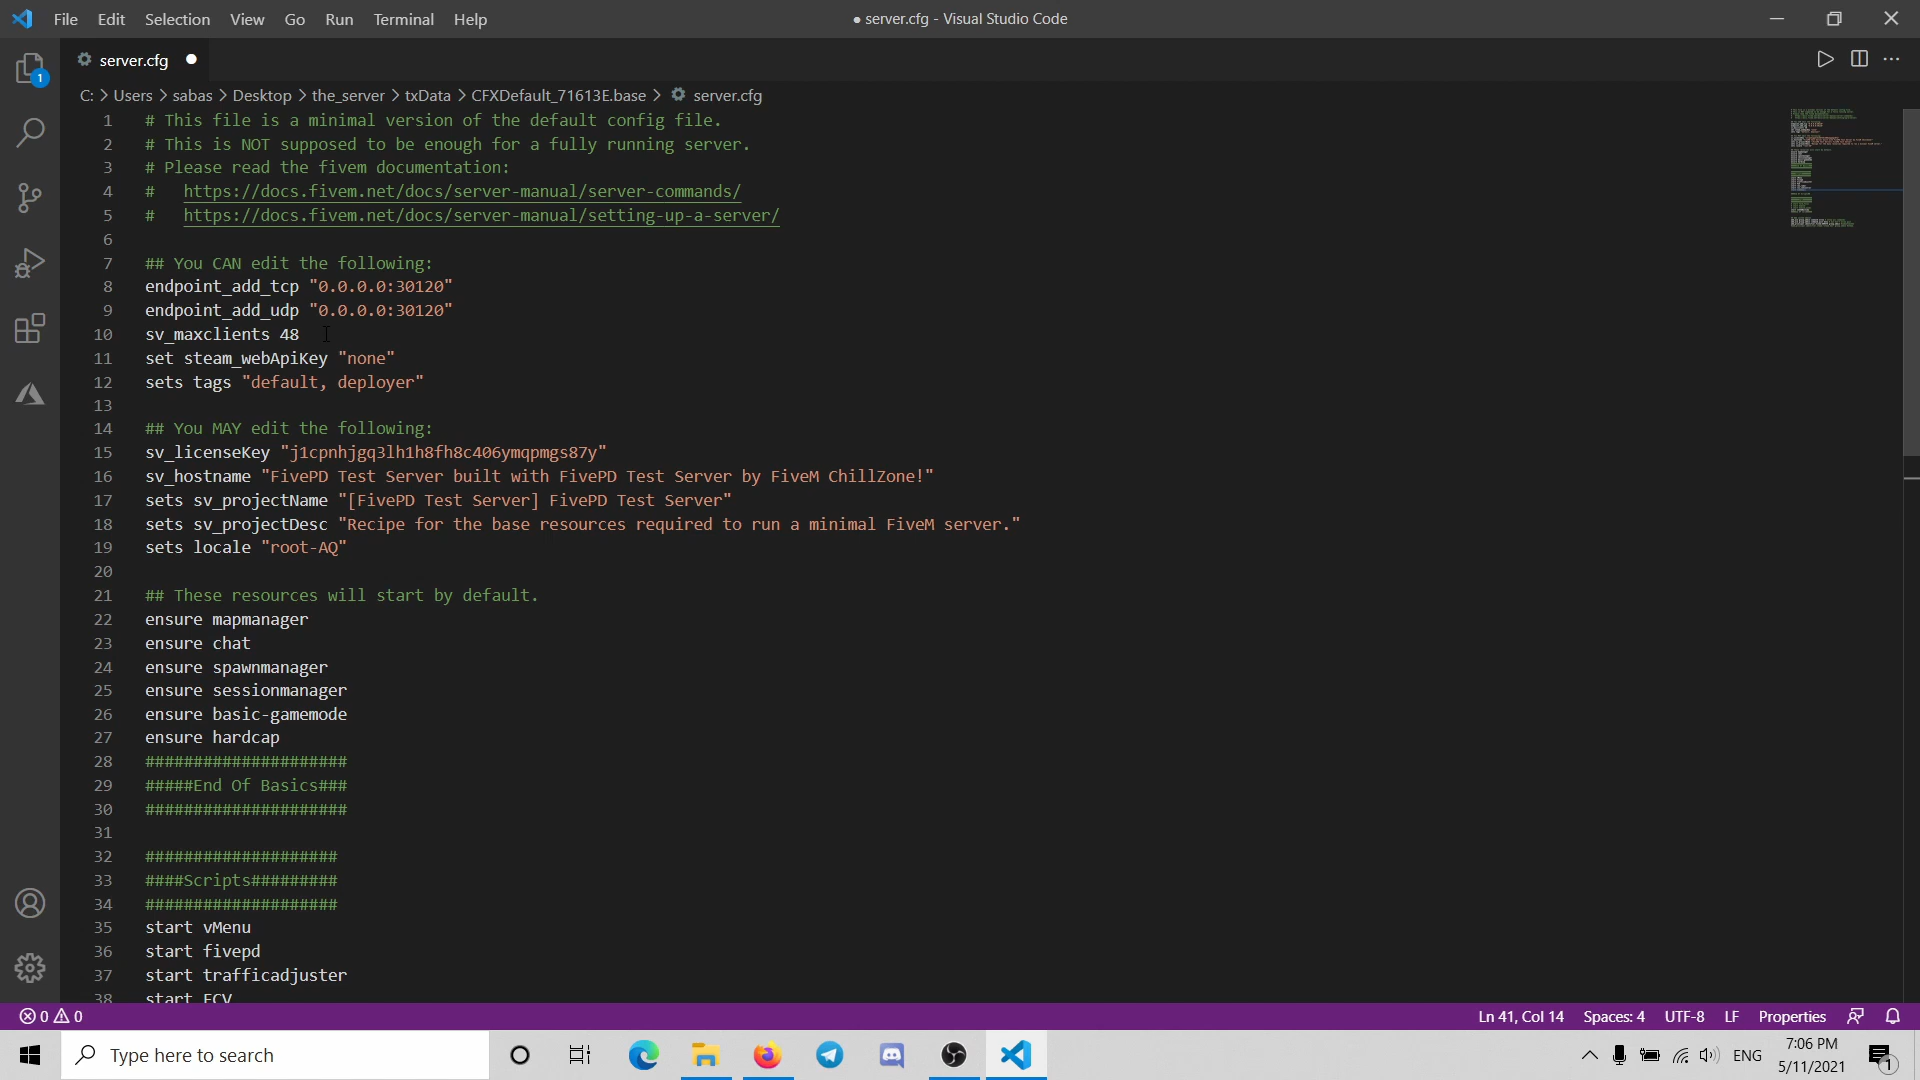 File Edit Selection View Go Run Terminal Help
● server.cfg - Visual Studio Code
server.cfg
1
C: > Users > sabas > Desktop > the_server > txData > CFXDefault_71613E.base > server.cfg
1 # This file is a minimal version of the default config file.
2 # This is NOT supposed to be enough for a fully running server.
3 # Please read the fivem documentation:
4 #   https://docs.fivem.net/docs/server-manual/server-commands/
5 #   https://docs.fivem.net/docs/server-manual/setting-up-a-server/
6
7 ## You CAN edit the following:
8 endpoint_add_tcp "0.0.0.0:30120"
9 endpoint_add_udp "0.0.0.0:30120"
10 sv_maxclients 48
11 set steam_webApiKey "none"
12 sets tags "default, deployer"
13
14 ## You MAY edit the following:
15 sv_licenseKey "j1cpnhjgq3lh1h8fh8c406ymqpmgs87y"
16 sv_hostname "FivePD Test Server built with FivePD Test Server by FiveM ChillZone!"
17 sets sv_projectName "[FivePD Test Server] FivePD Test Server"
18 sets sv_projectDesc "Recipe for the base resources required to run a minimal FiveM server."
19 sets locale "root-AQ"
20
21 ## These resources will start by default.
22 ensure mapmanager
23 ensure chat
24 ensure spawnmanager
25 ensure sessionmanager
26 ensure basic-gamemode
27 ensure hardcap
28 #####################
29 #####End Of Basics###
30 #####################
31
32 ####################
33 ####Scripts#########
34 ####################
35 start vMenu
36 start fivepd
37 start trafficadjuster
38 start ECV
0 0
Ln 41, Col 14 Spaces: 4 UTF-8 LF Properties
Type here to search
ENG
7:06 PM
5/11/2021
1